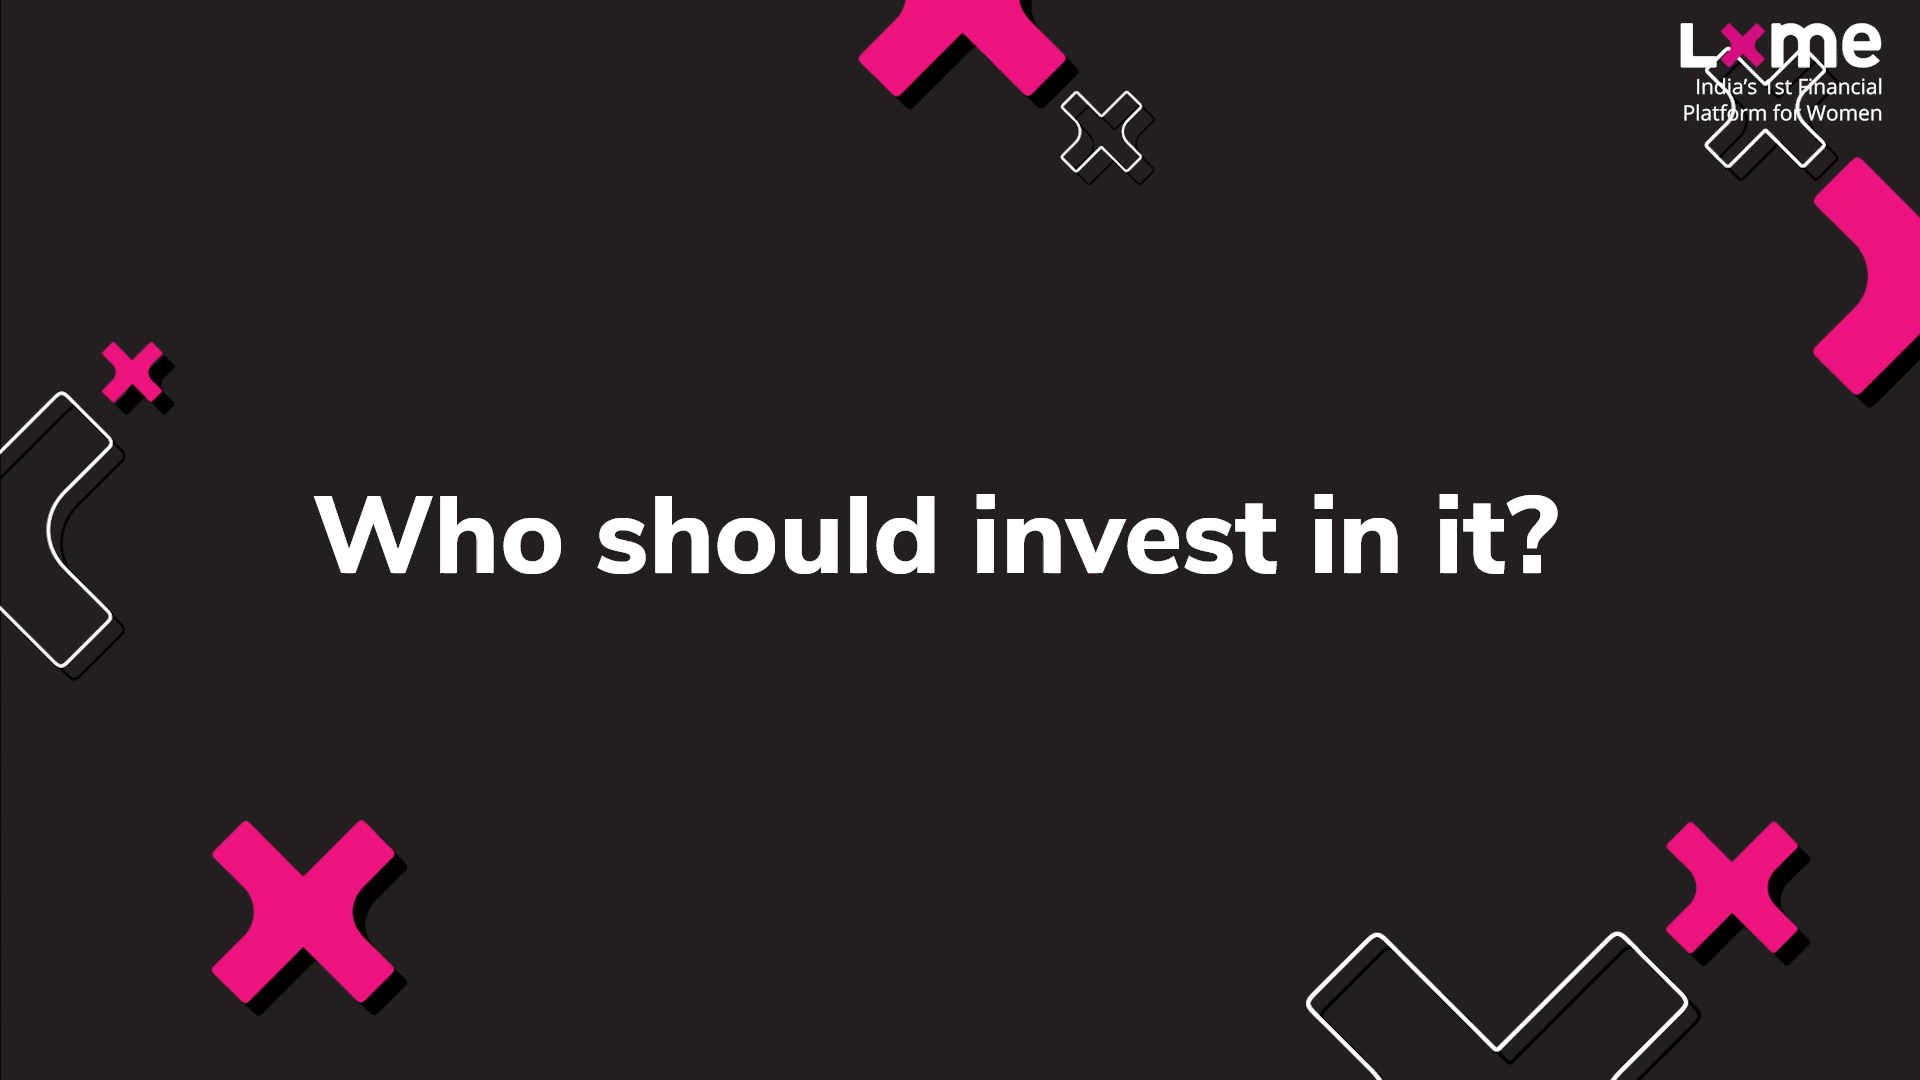 Lxme
India's 1st Financial
Platform for Women
Who should invest in it?